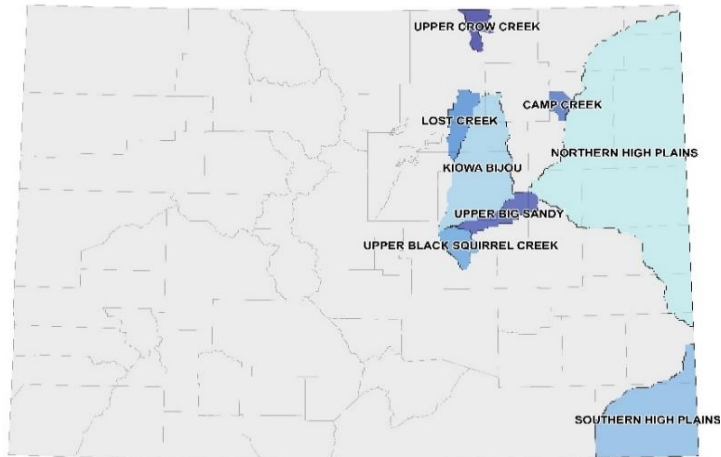 UPPER CROW CREEK
CAMP CREEK
LOST CREEK
NORTHERN HIGH PLAINS
KIOWA BIJOU
UPPER BIG SANDY
UPPER BLACK SQUIRREL CREEK
SOUTHERN HIGH PLAINS